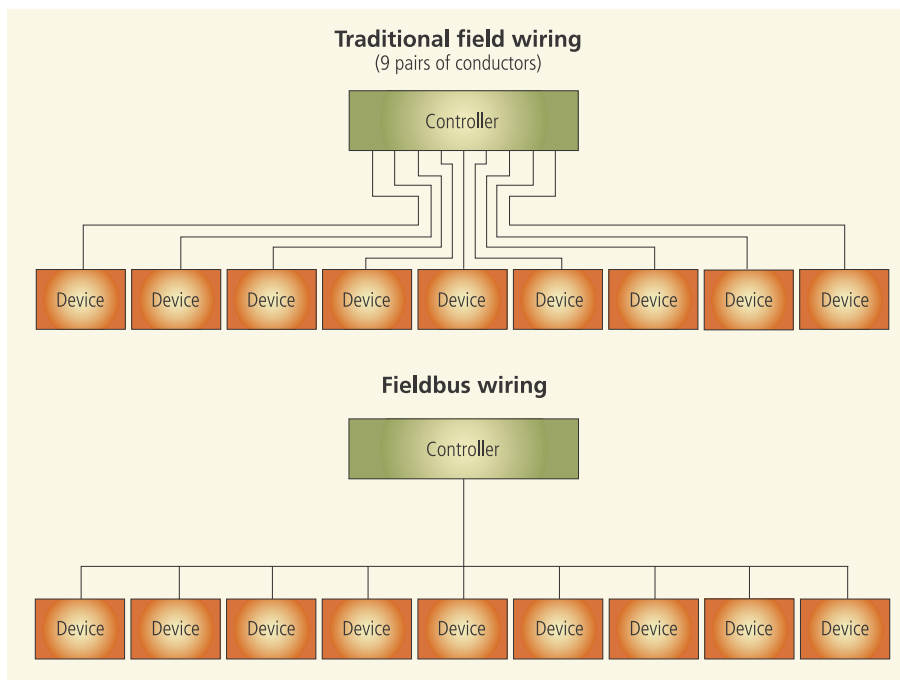 Traditional field wiring
(9 pairs of conductors)
Controller
Device Device Device Device Device Device Device Device Device
Fieldbus wiring
Controller
Device Device Device Device Device Device Device Device Device